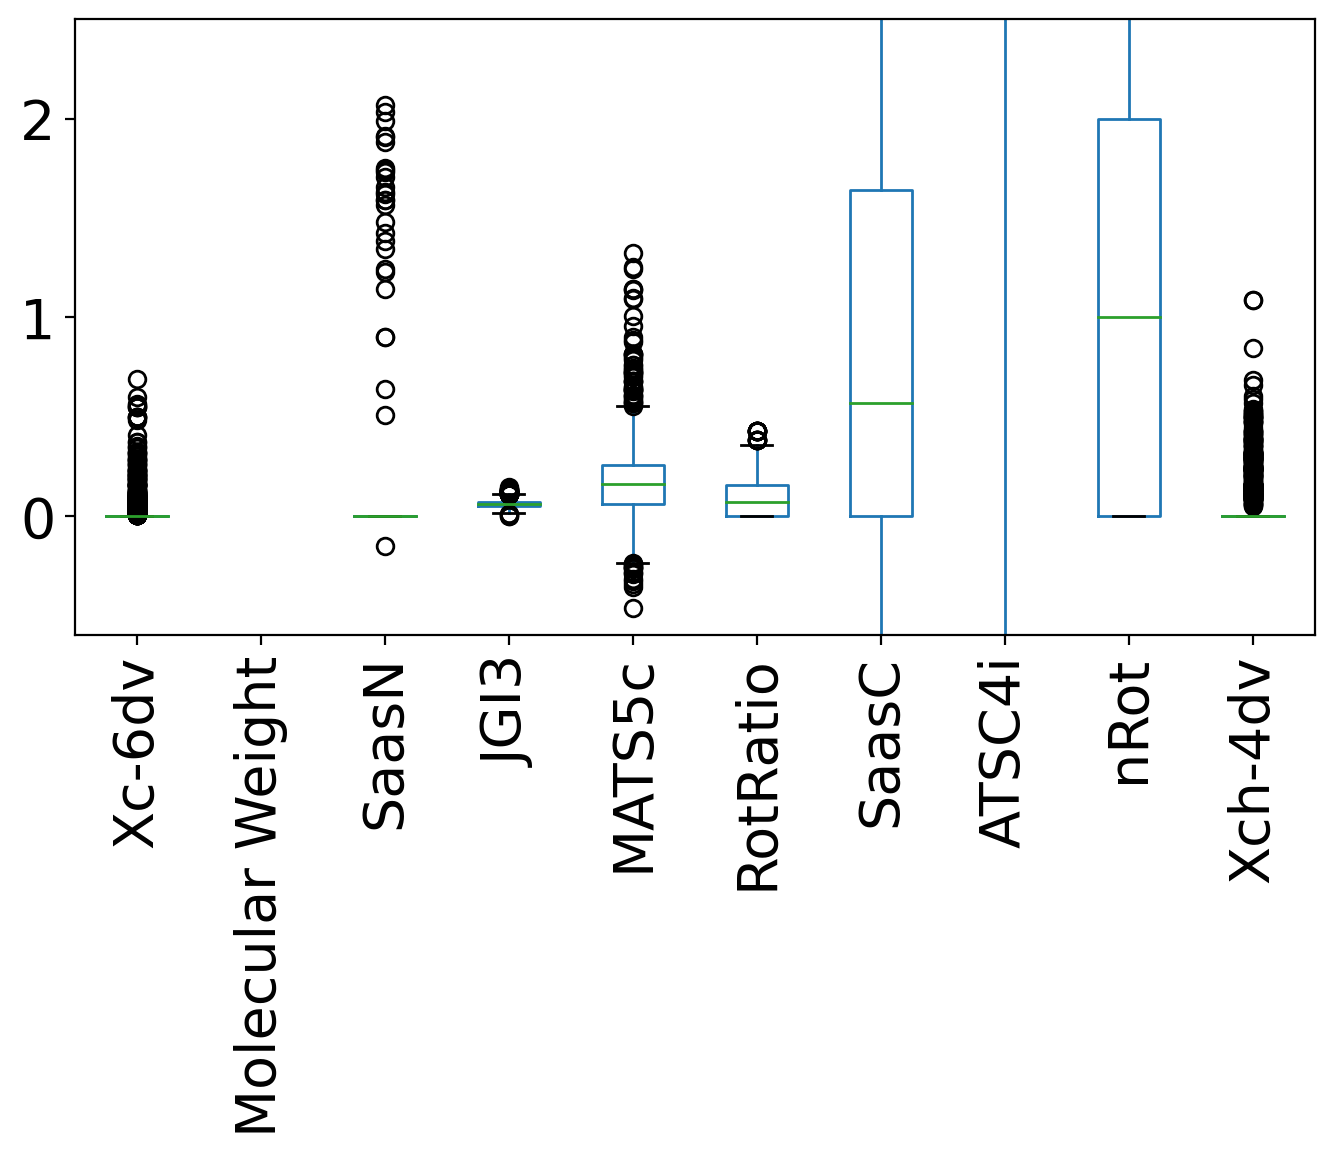 2
1
0
Xc-6dv
Molecular Weight
SaasN
JGI3
MATS5c
RotRatio
SaasC
ATSC4i
nRot
Xch-4dv